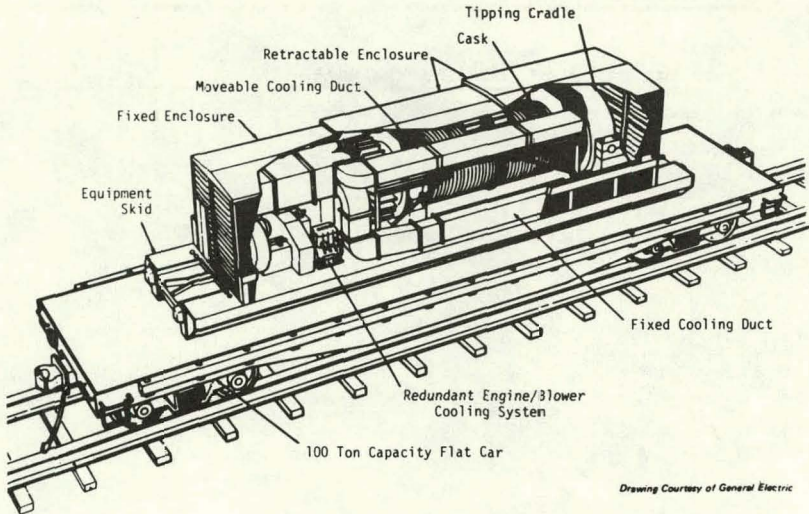 Tipping Cradle
Cask
Retractable Enclosure
Moveable Cooling Duct
Fixed Enclosure
Equipment
Skid
Fixed Cooling Duct
Redundant Engine/Blower
Cooling System
100 Ton Capacity Flat Car
Drawing Courtesy of General Electric